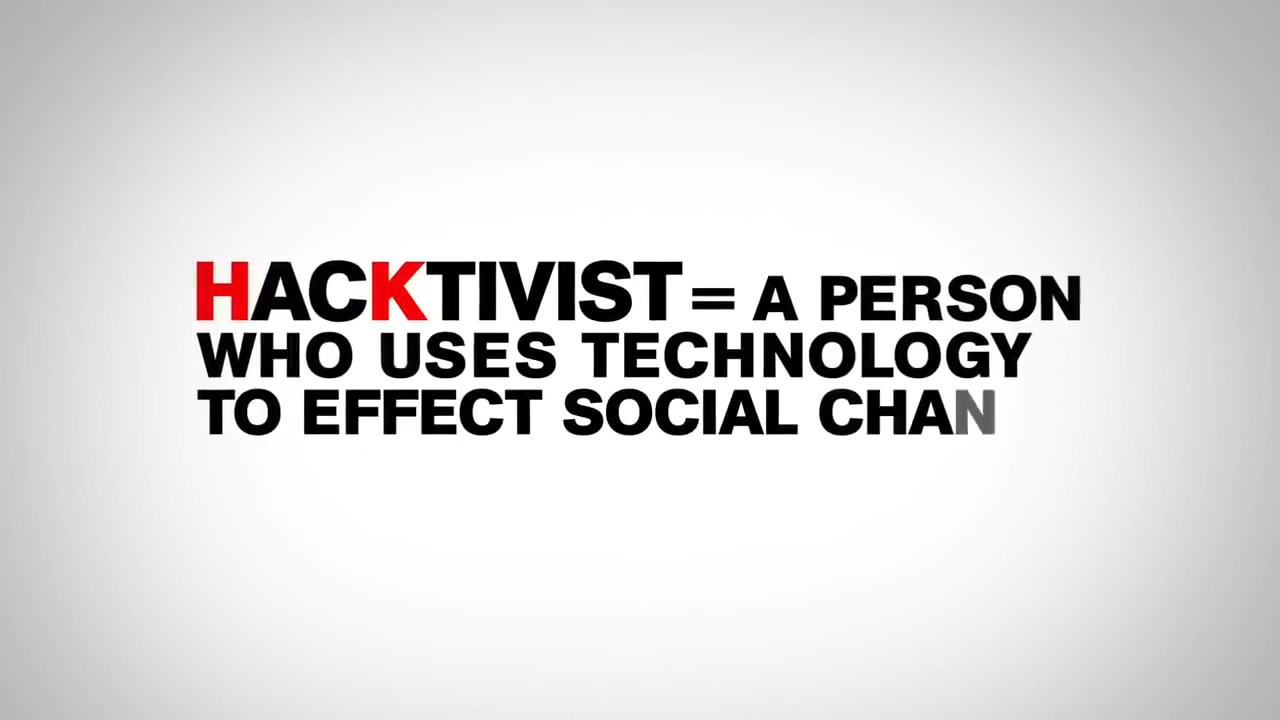 HACKTIVIST = A PERSON
WHO USES TECHNOLOGY
TO EFFECT SOCIAL CHAN